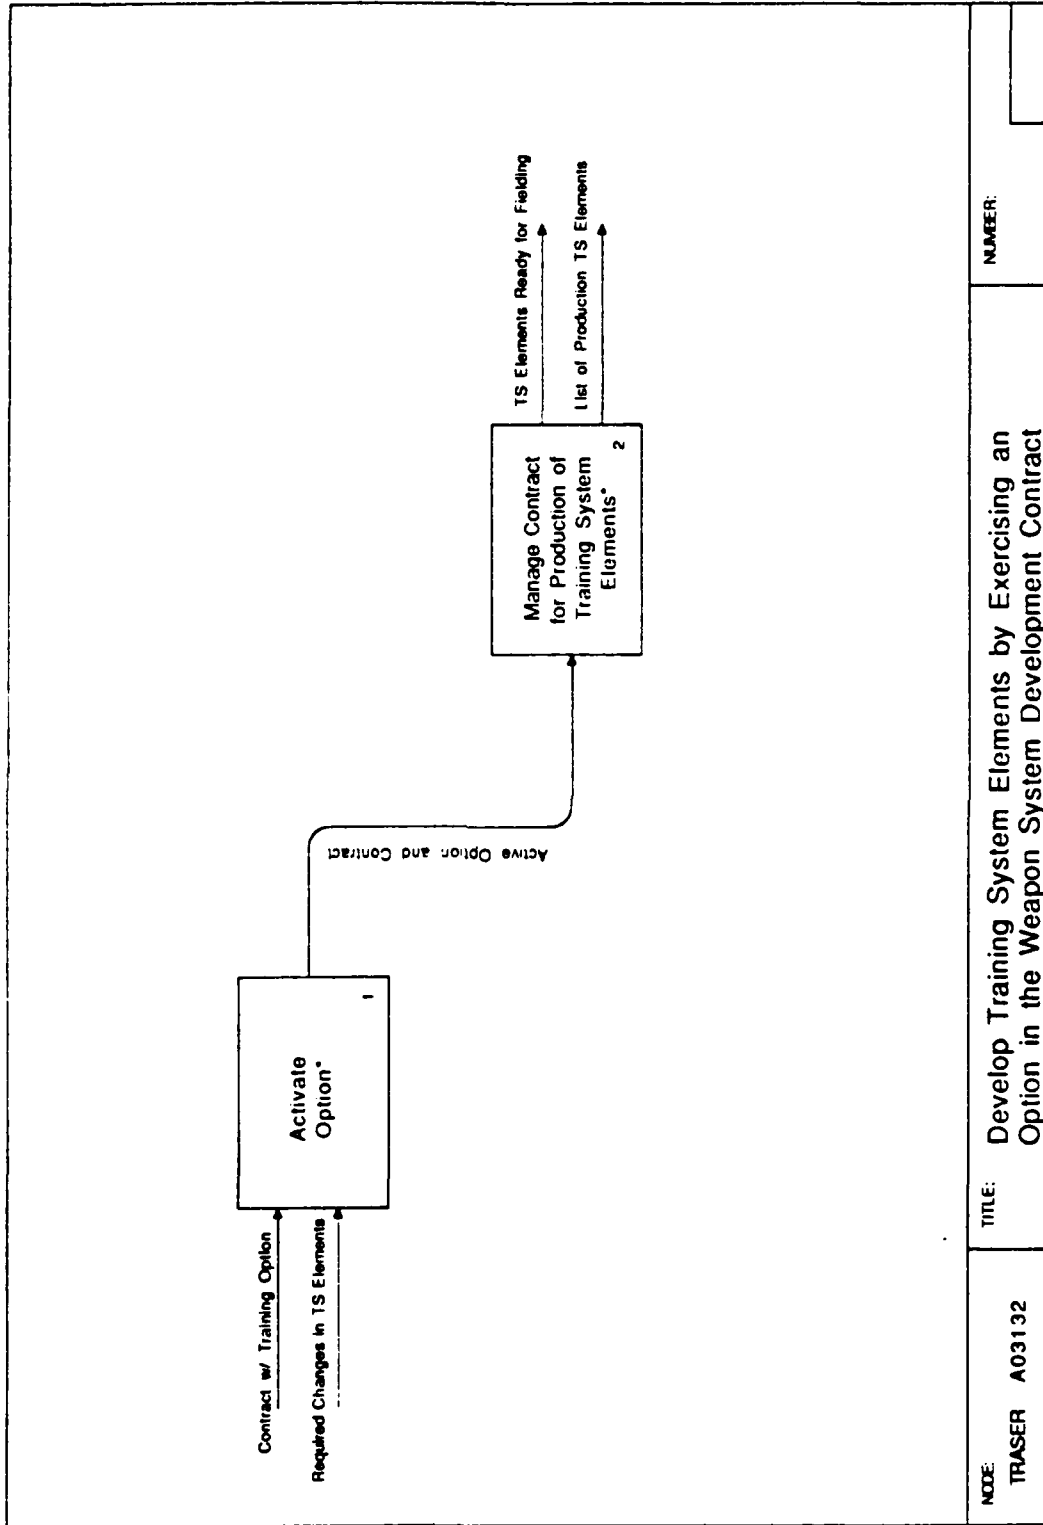 Contract w/ Training Option
Required Changes in TS Elements
Activate
Option*
1
Active Option and Contract
Manage Contract
for Production of
Training System
Elements*
2
TS Elements Ready for Fielding
List of Production TS Elements
NODE:
TRASER A03132
TITLE:
Develop Training System Elements by Exercising an
Option in the Weapon System Development Contract
NUMBER: